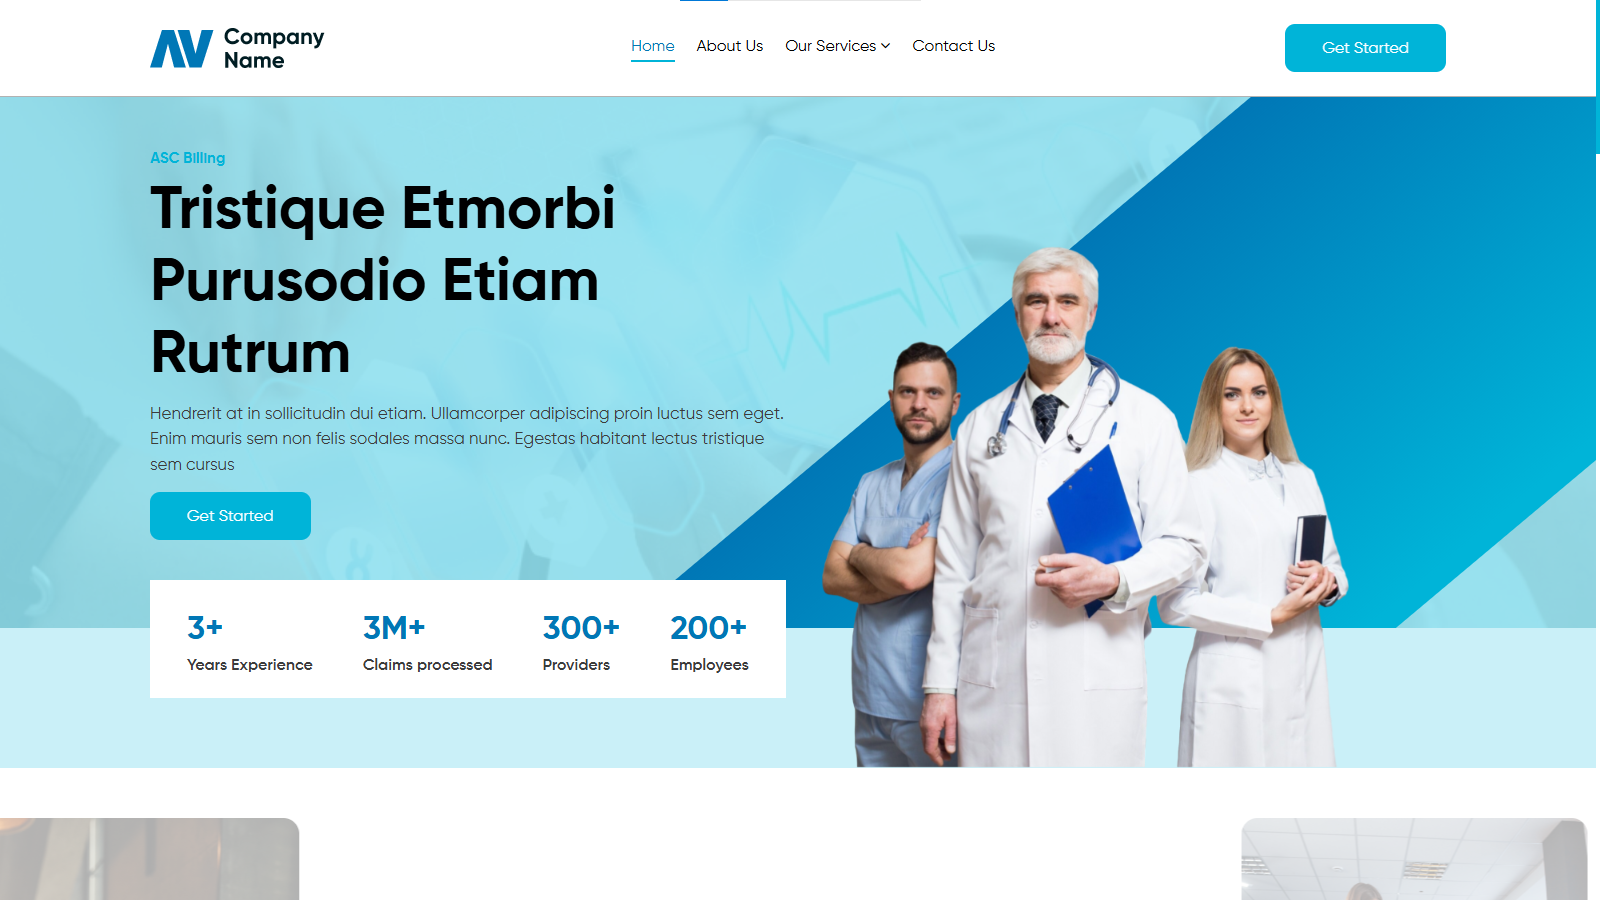 Company
Name
Home
About Us
Our Services
Contact Us
Get Started
ASC Billing
Tristique Etmorbi
Purusodio Etiam
Rutrum
Hendrerit at in sollicitudin dui etiam. Ullamcorper adipiscing proin luctus sem eget.
Enim mauris sem non felis sodales massa nunc. Egestas habitant lectus tristique
sem cursus
Get Started
3+
Years Experience
3M+
Claims processed
300+
Providers
200+
Employees